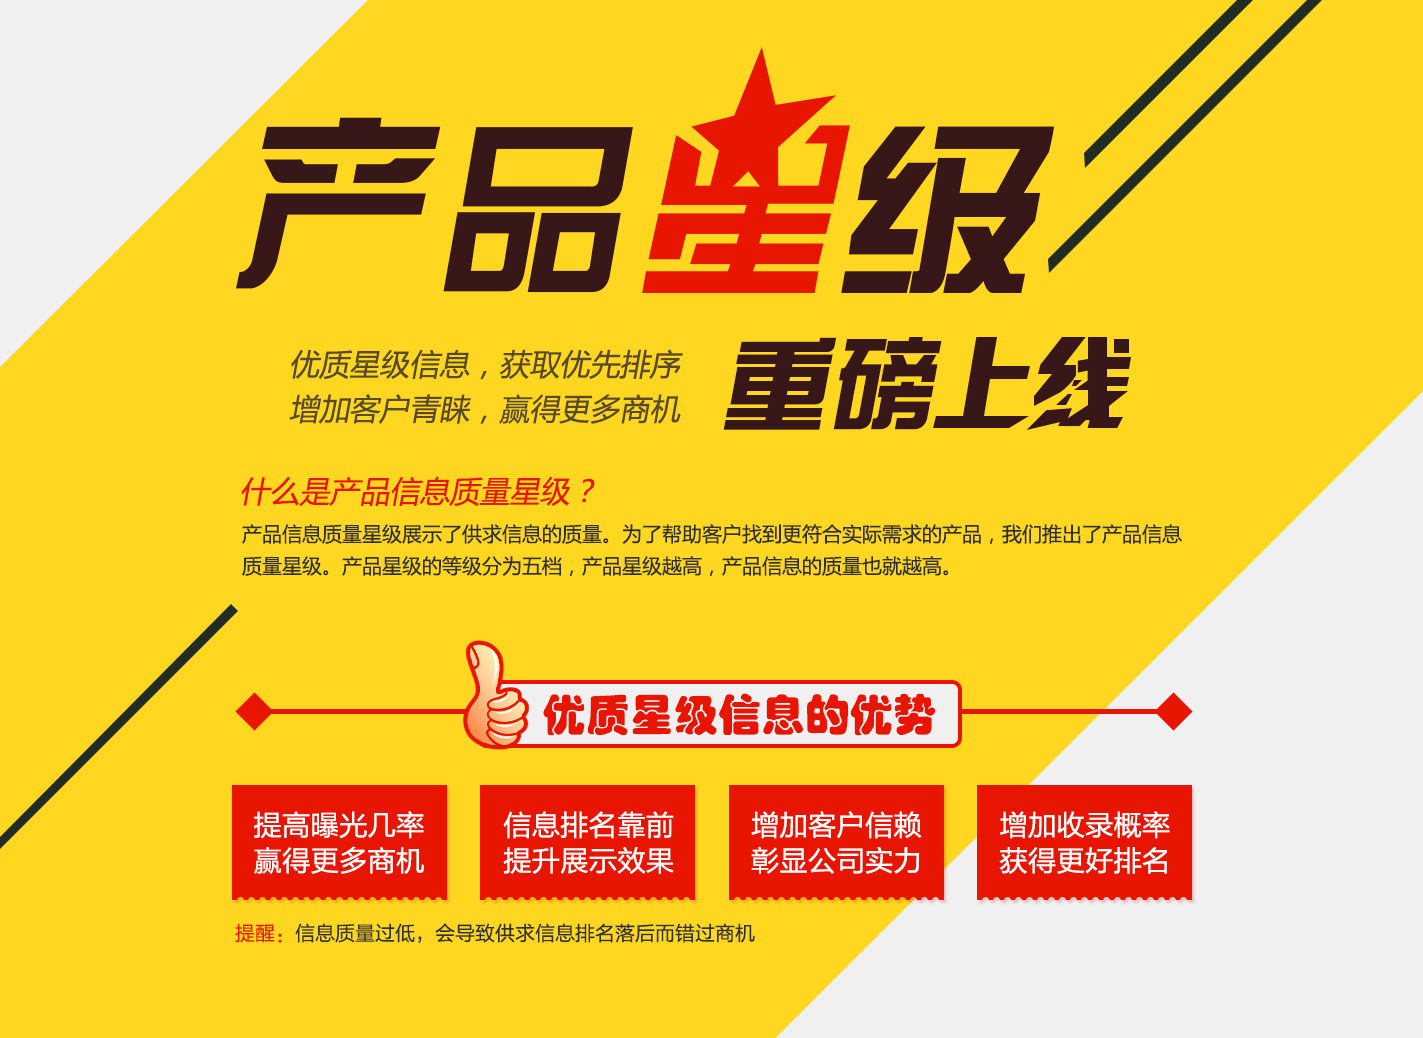 产品星级
优质星级信息，获取优先排序
增加客户青睐，赢得更多商机
重磅上线
什么是产品信息质量星级？
产品信息质量星级展示了供求信息的质量。为了帮助客户找到更符合实际需求的产品，我们推出了产品信息
质量星级。产品星级的等级分为五档，产品星级越高，产品信息的质量也就越高。
优质星级信息的优势
提高曝光几率
赢得更多商机
信息排名靠前
提升展示效果
增加客户信赖
彰显公司实力
增加收录概率
获得更好排名
提醒：信息质量过低，会导致供求信息排名落后而错过商机